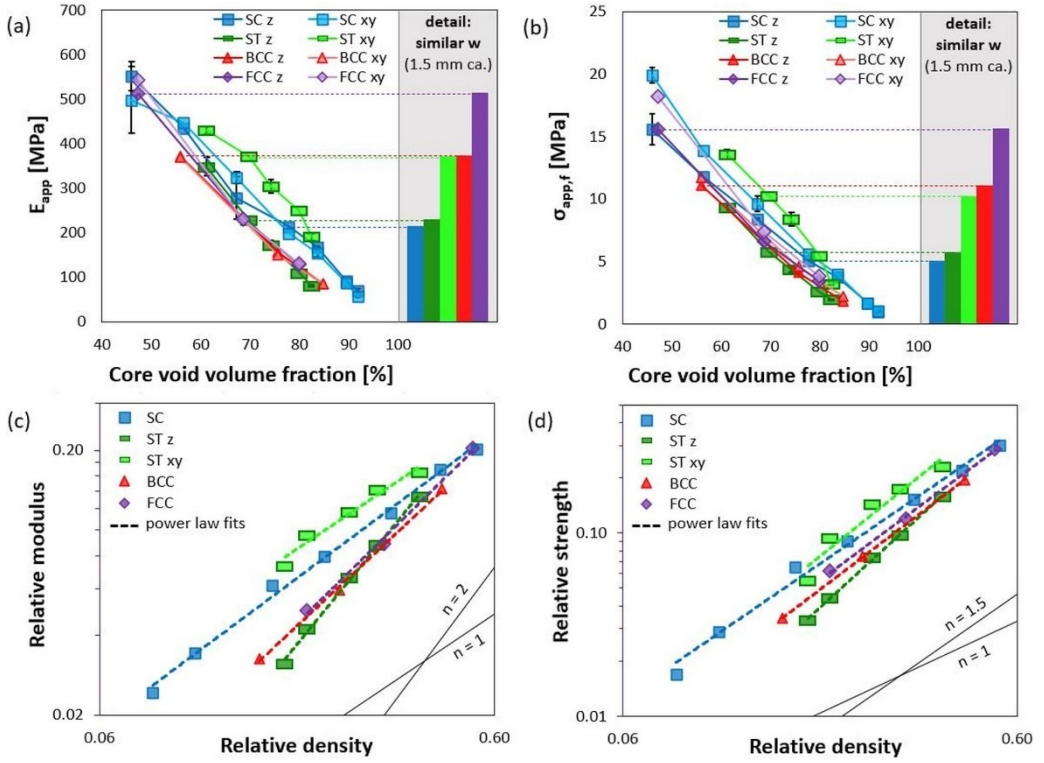 (a)
SC z
SC xy
ST z
ST xy
BCC z
BCC xy
FCC z
FCC xy
detail:
similar w
(1.5 mm ca.)
E_app [MPa]
700
600
500
400
300
200
100
0
40 50 60 70 80 90 100
Core void volume fraction [%]
(b)
SC z
SC xy
ST z
ST xy
BCC z
BCC xy
FCC z
FCC xy
detail:
similar w
(1.5 mm ca.)
σ_app,f [MPa]
25
20
15
10
5
0
40 50 60 70 80 90 100
Core void volume fraction [%]
(c)
SC
ST z
ST xy
BCC
FCC
power law fits
Relative modulus
0.20
0.02
n = 2
n = 1
0.06 0.60
Relative density
(d)
SC
ST z
ST xy
BCC
FCC
power law fits
Relative strength
0.10
0.01
n = 1.5
n = 1
0.06 0.60
Relative density